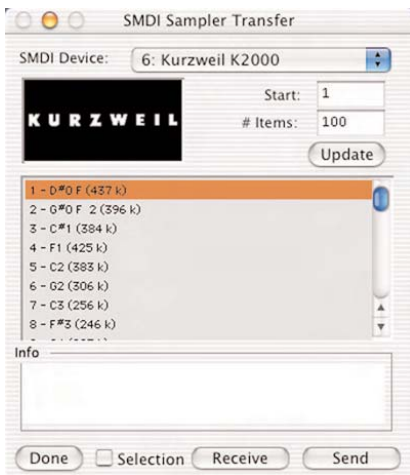 SMDI Sampler Transfer
SMDI Device: 6: Kurzweil K2000
KURZWEIL
Start: 1
# Items: 100
Update
1 - D#0 F (437 k)
2 - G#0 F 2 (396 k)
3 - C#1 (384 k)
4 - F1 (425 k)
5 - C2 (383 k)
6 - G2 (306 k)
7 - C3 (256 k)
8 - F#3 (246 k)
Info
Done Selection Receive Send